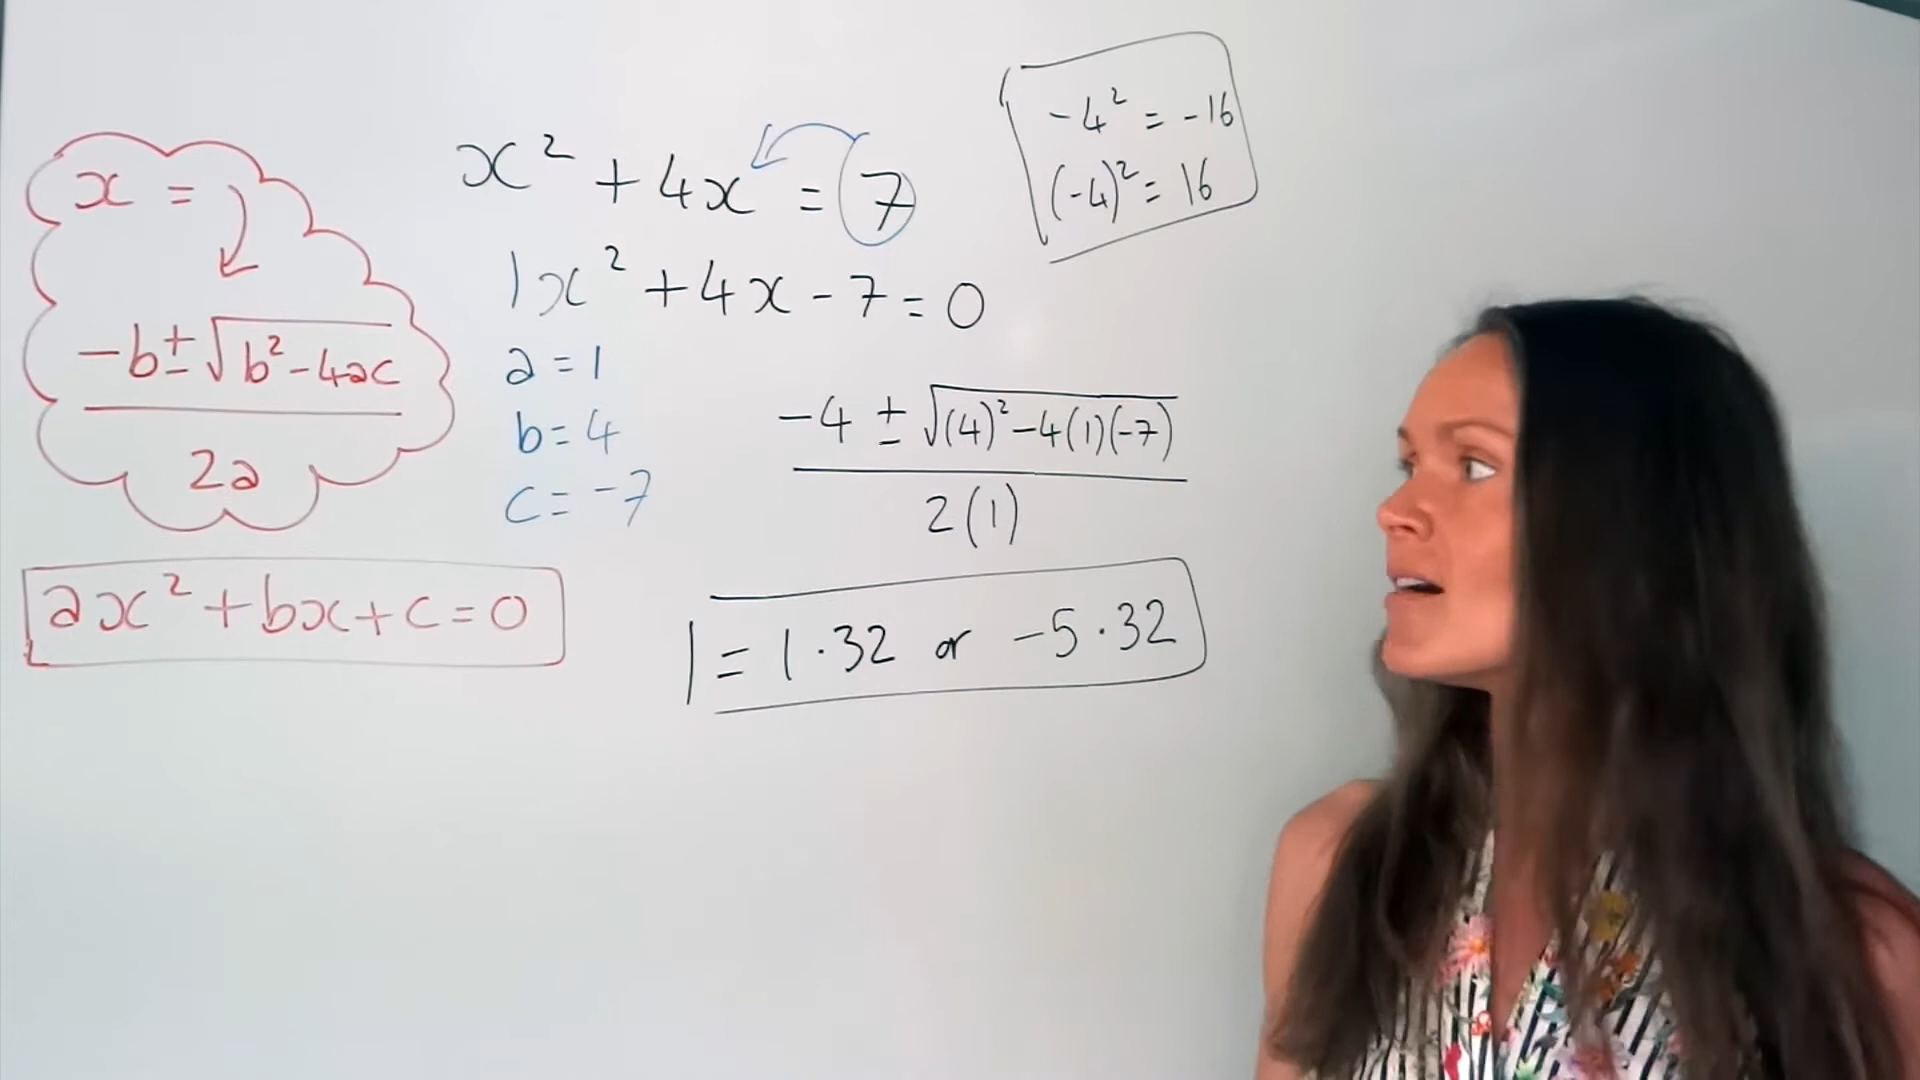 x =
-b ± √b² - 4ac
2a
ax² + bx + c = 0
x² + 4x = 7
1x² + 4x - 7 = 0
a = 1
b = 4
c = -7
-4 ± √(4)² - 4(1)(-7)
2(1)
= 1.32 or -5.32
-4² = -16
(-4)² = 16